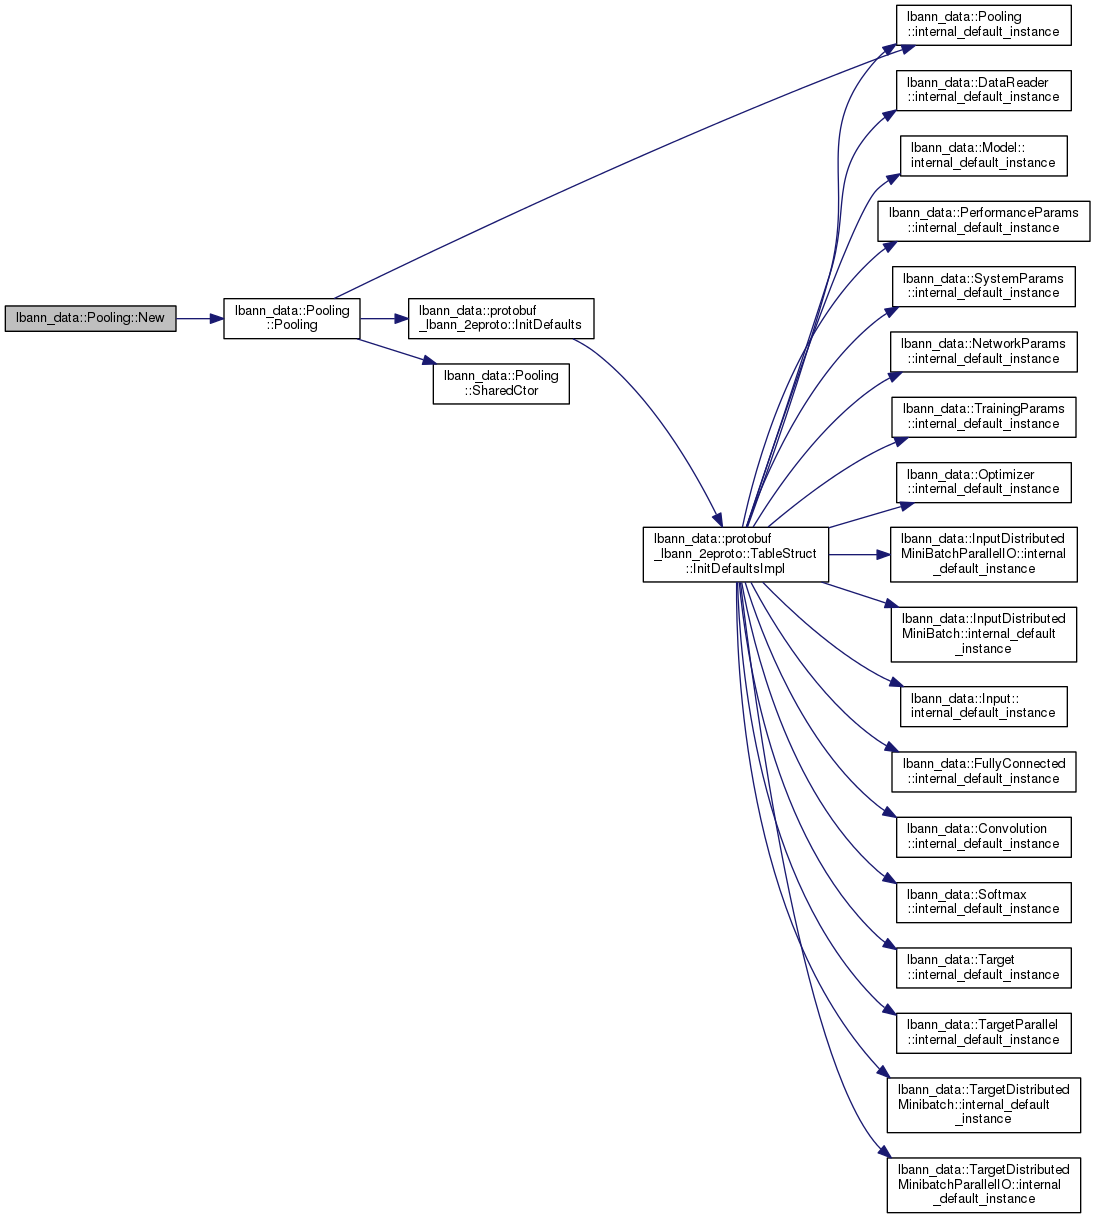 lbann_data::Pooling::New
lbann_data::Pooling
::Pooling
lbann_data::protobuf
_lbann_2eproto::InitDefaults
lbann_data::Pooling
::SharedCtor
lbann_data::protobuf
_lbann_2eproto::TableStruct
::InitDefaultsImpl
lbann_data::Pooling
::internal_default_instance
lbann_data::DataReader
::internal_default_instance
lbann_data::Model::
internal_default_instance
lbann_data::PerformanceParams
::internal_default_instance
lbann_data::SystemParams
::internal_default_instance
lbann_data::NetworkParams
::internal_default_instance
lbann_data::TrainingParams
::internal_default_instance
lbann_data::Optimizer
::internal_default_instance
lbann_data::InputDistributed
MiniBatchParallelIO::internal
_default_instance
lbann_data::InputDistributed
MiniBatch::internal_default
_instance
lbann_data::Input::
internal_default_instance
lbann_data::FullyConnected
::internal_default_instance
lbann_data::Convolution
::internal_default_instance
lbann_data::Softmax
::internal_default_instance
lbann_data::Target
::internal_default_instance
lbann_data::TargetParallel
::internal_default_instance
lbann_data::TargetDistributed
Minibatch::internal_default
_instance
lbann_data::TargetDistributed
MinibatchParallelIO::internal
_default_instance